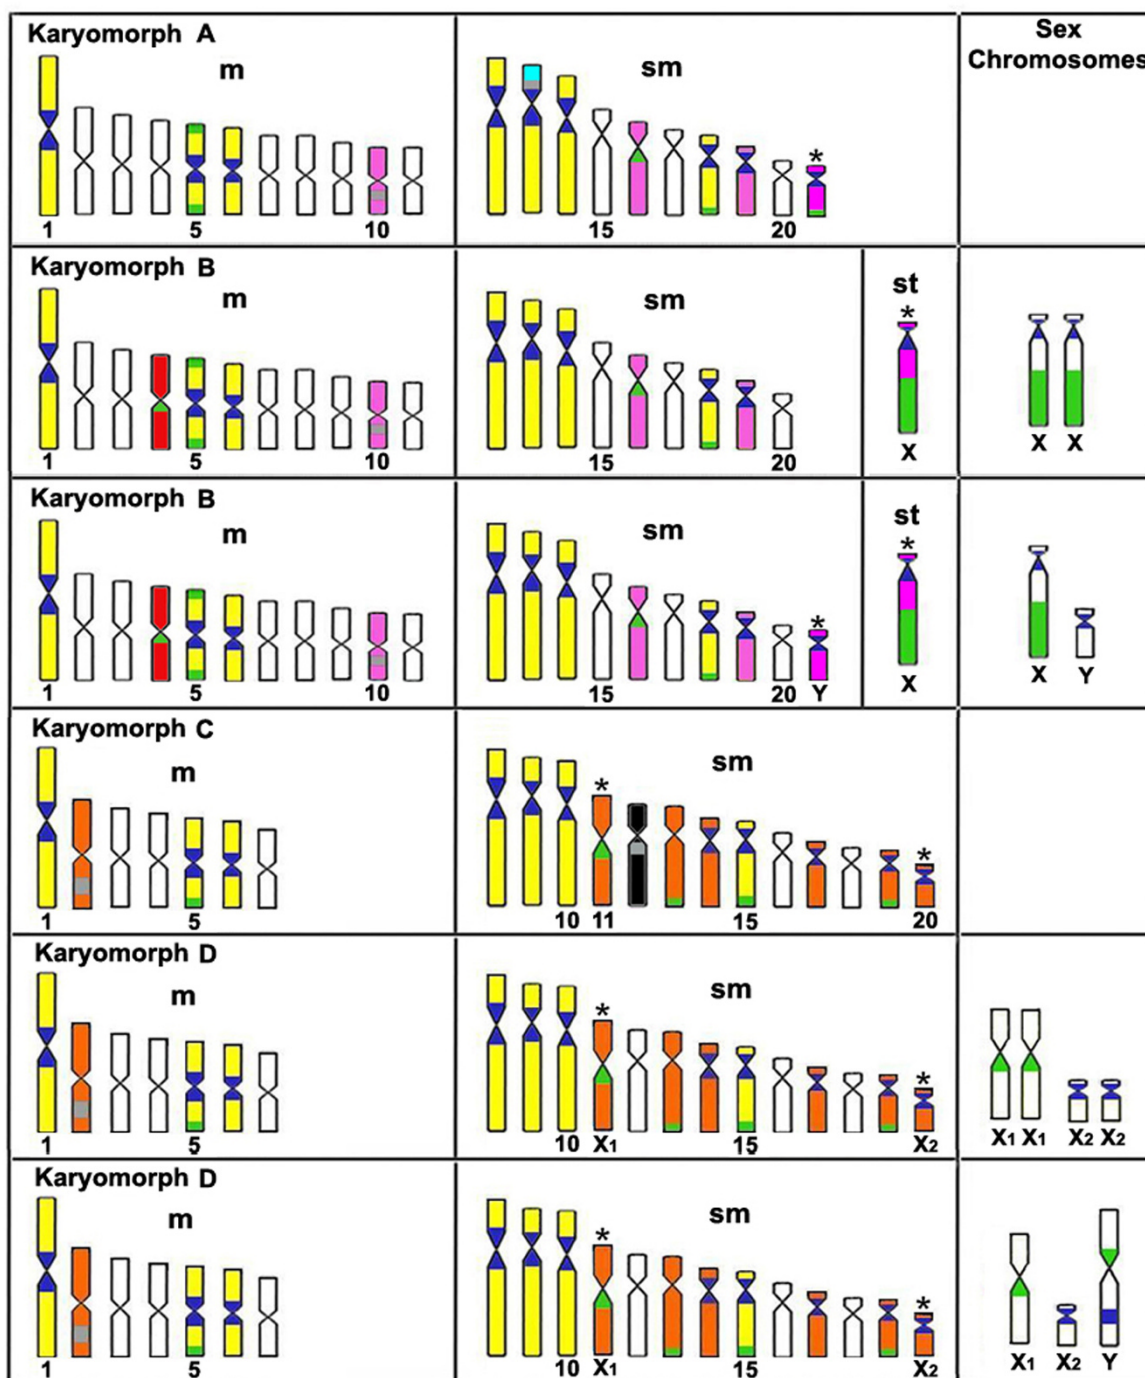 Karyomorph A
m
sm
Sex
Chromosomes
*
1 5 10 15 20
Karyomorph B
m
sm
st
*
1 5 10 15 20 X X X
Karyomorph B
m
sm
st
*
*
1 5 10 15 20 Y X X Y
Karyomorph C
m
sm
*
*
1 5 10 11 15 20
Karyomorph D
m
sm
*
*
1 5 10 X1 15 X2 X1 X1 X2 X2
Karyomorph D
m
sm
*
*
1 5 10 X1 15 X2 X1 X2 Y